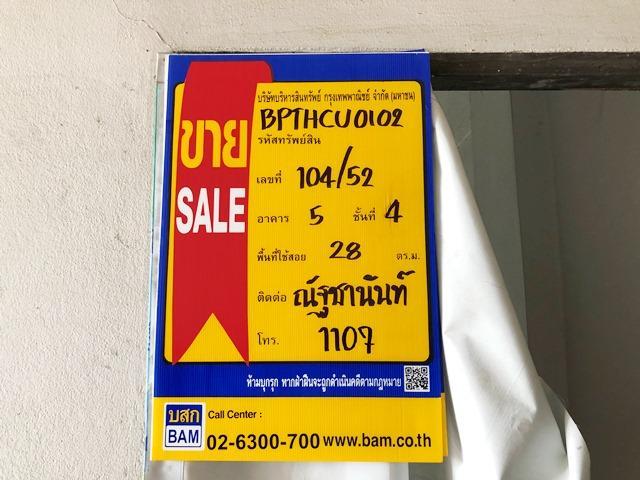 ขาย
SALE
บริษัทบริหารสินทรัพย์ กรุงเทพพาณิชย์ จำกัด (มหาชน)
BPTHCU0102
รหัสทรัพย์สิน
เลขที่ 104/52
อาคาร 5 ชั้นที่ 4
พื้นที่ใช้สอย 28 ตร.ม.
ติดต่อ ณัฐชานันท์
โทร. 1107
ห้ามบุกรุก หากฝ่าฝืนจะถูกดำเนินคดีตามกฎหมาย
บสก
BAM
Call Center :
02-6300-700 www.bam.co.th